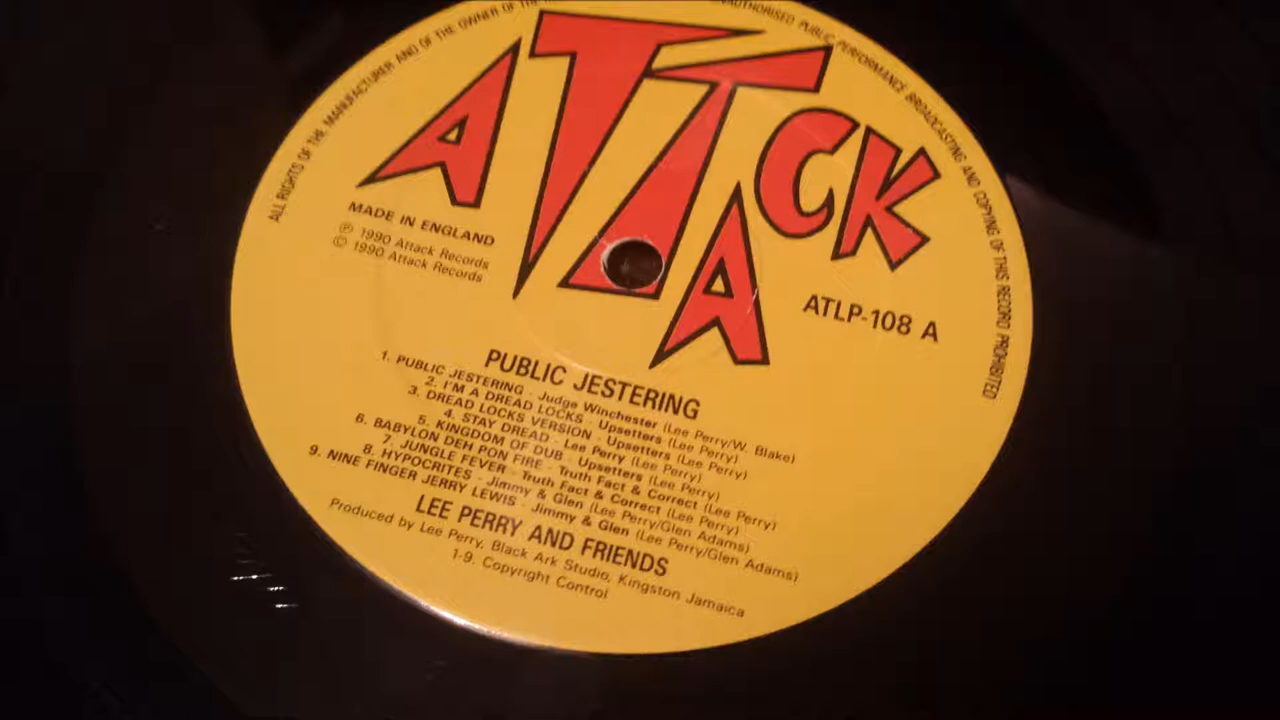 ALL RIGHTS OF THE MANUFACTURER AND OF THE OWNER OF THE
UNAUTHORISED PUBLIC PERFORMANCE BROADCASTING AND COPYING OF THIS RECORD PROHIBITED
ATTACK
MADE IN ENGLAND
℗ 1990 Attack Records
© 1990 Attack Records
ATLP-108 A
PUBLIC JESTERING
1. PUBLIC JESTERING - Judge Winchester (Lee Perry/W. Blake)
2. I'M A DREAD LOCKS - Upsetters (Lee Perry)
3. DREAD LOCKS VERSION - Upsetters (Lee Perry)
4. STAY DREAD - Lee Perry (Lee Perry)
5. KINGDOM OF DUB - Upsetters (Lee Perry)
6. BABYLON DEH PON FIRE - Truth Fact & Correct (Lee Perry)
7. JUNGLE FEVER - Truth Fact & Correct (Lee Perry)
8. HYPOCRITES - Jimmy & Glen (Lee Perry/Glen Adams)
9. NINE FINGER JERRY LEWIS - Jimmy & Glen (Lee Perry/Glen Adams)
LEE PERRY AND FRIENDS
Produced by Lee Perry, Black Ark Studio, Kingston Jamaica
1-9. Copyright Control